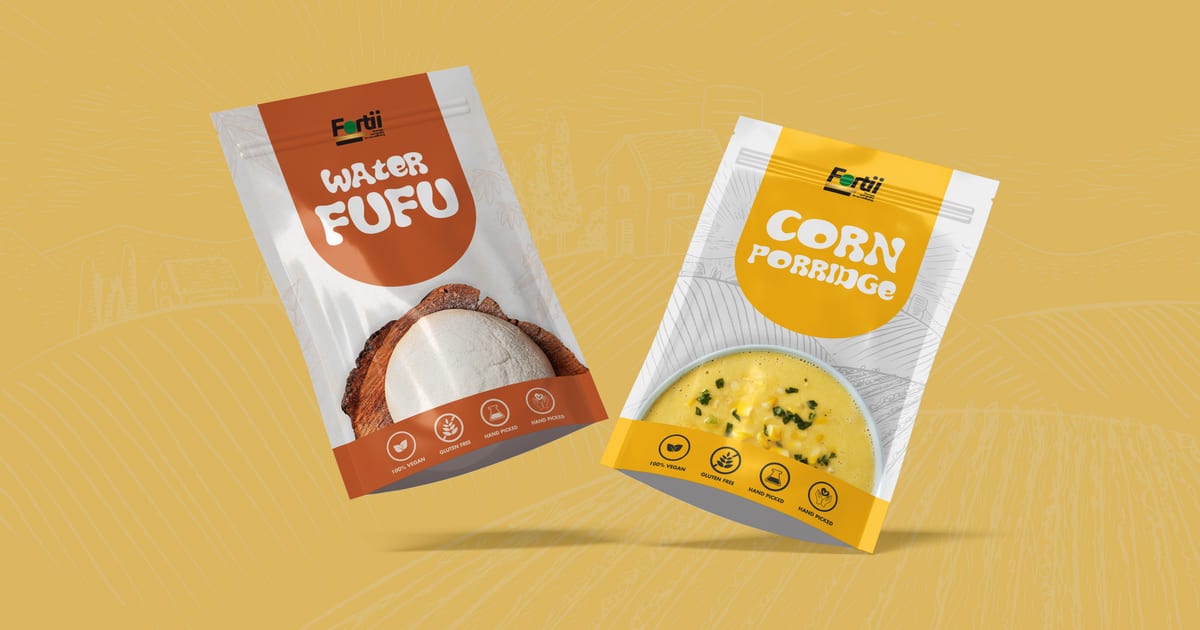 Fortii
WAteR
FUFU
100% VEGAN
GLUTEN FREE
HAND PICKED
HAND PICKED
Fortii
CORN
PORRIDGe
100% VEGAN
GLUTEN FREE
HAND PICKED
HAND PICKED